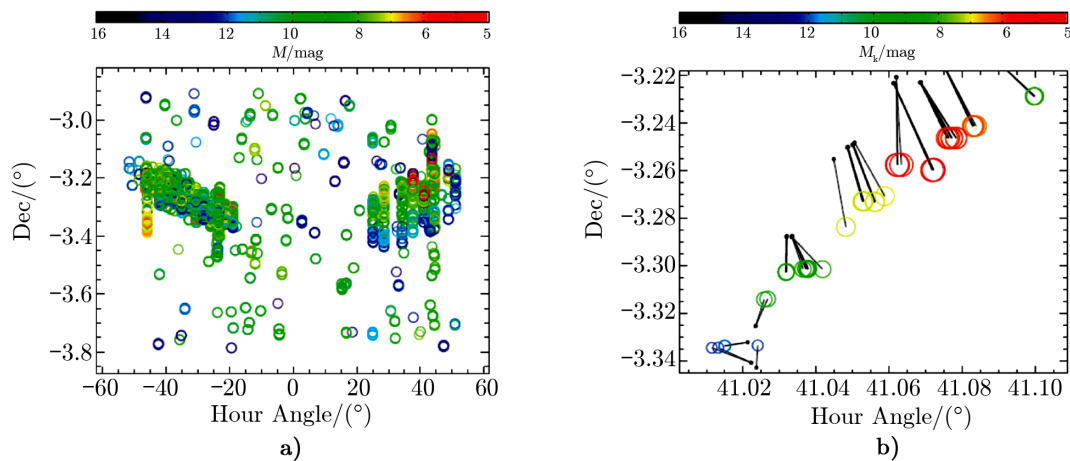 16 14 12 10 8 6 5
M/mag
−3.0
−3.2
−3.4
−3.6
−3.8
Dec/(°)
−60 −40 −20 0 20 40 60
Hour Angle/(°)
a)
16 14 12 10 8 6 5
Mk/mag
−3.22
−3.24
−3.26
−3.28
−3.30
−3.32
−3.34
Dec/(°)
41.02 41.04 41.06 41.08 41.10
Hour Angle/(°)
b)